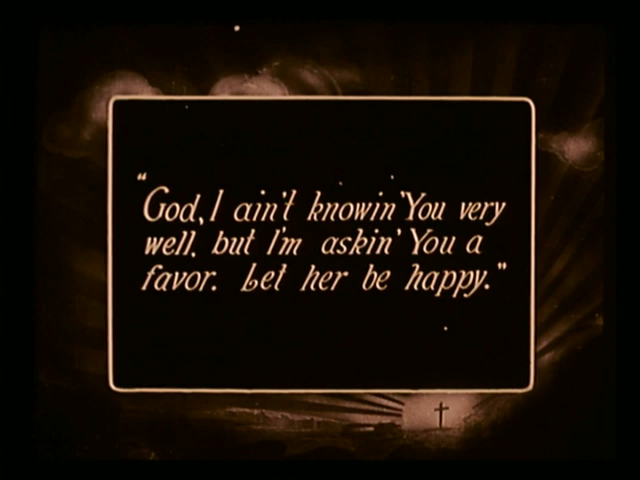 "God, I ain't knowin' You very
well, but I'm askin' You a
favor. Let her be happy."